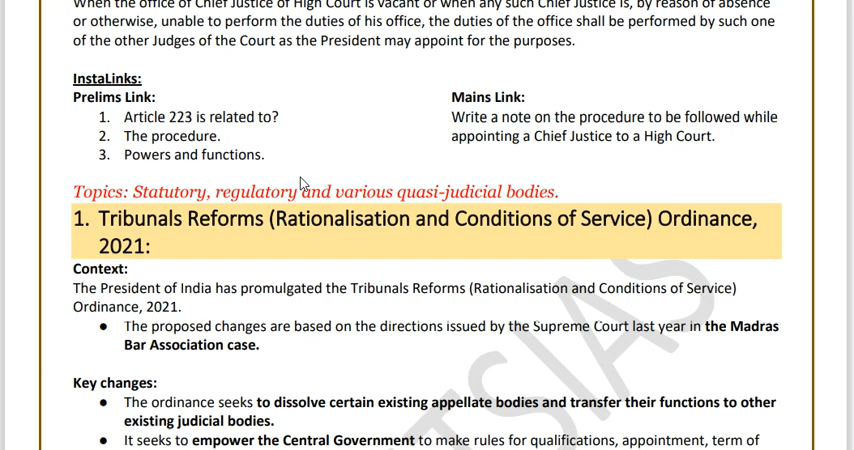 When the office of Chief Justice of High Court is vacant or when any such Chief Justice is, by reason of absence
or otherwise, unable to perform the duties of his office, the duties of the office shall be performed by such one
of the other Judges of the Court as the President may appoint for the purposes.
InstaLinks:
Prelims Link:
1. Article 223 is related to?
2. The procedure.
3. Powers and functions.
Mains Link:
Write a note on the procedure to be followed while
appointing a Chief Justice to a High Court.
Topics: Statutory, regulatory and various quasi-judicial bodies.
1. Tribunals Reforms (Rationalisation and Conditions of Service) Ordinance,
2021:
Context:
The President of India has promulgated the Tribunals Reforms (Rationalisation and Conditions of Service)
Ordinance, 2021.
● The proposed changes are based on the directions issued by the Supreme Court last year in the Madras
Bar Association case.
Key changes:
● The ordinance seeks to dissolve certain existing appellate bodies and transfer their functions to other
existing judicial bodies.
● It seeks to empower the Central Government to make rules for qualifications, appointment, term of